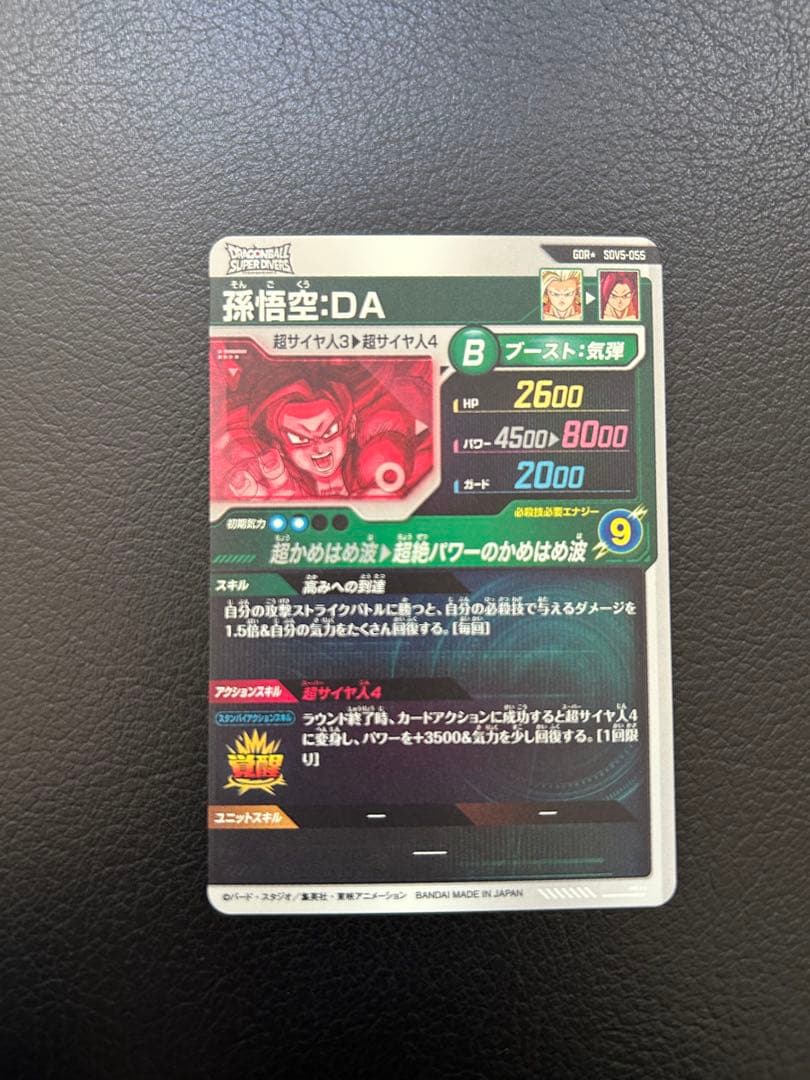 DRAGONBALL
SUPER DIVERS
GDR★ SDV5-055
そん ご くう
孫悟空:DA
超サイヤ人3▶超サイヤ人4
B ブースト:気弾
HP 2600
パワー 4500▶8000
ガード 2000
初期気力
必殺技必要エナジー
9
超かめはめ波▶超絶パワーのかめはめ波
スキル 高みへの到達
自分の攻撃ストライクバトルに勝つと、自分の必殺技で与えるダメージを
1.5倍&自分の気力をたくさん回復する。[毎回]
アクションスキル 超サイヤ人4
スタンバイアクションスキル
覚醒
ラウンド終了時、カードアクションに成功すると超サイヤ人4
に変身し、パワーを+3500&気力を少し回復する。[1回限
り]
ユニットスキル ー ー
ー
©バード・スタジオ/集英社・東映アニメーション BANDAI MADE IN JAPAN